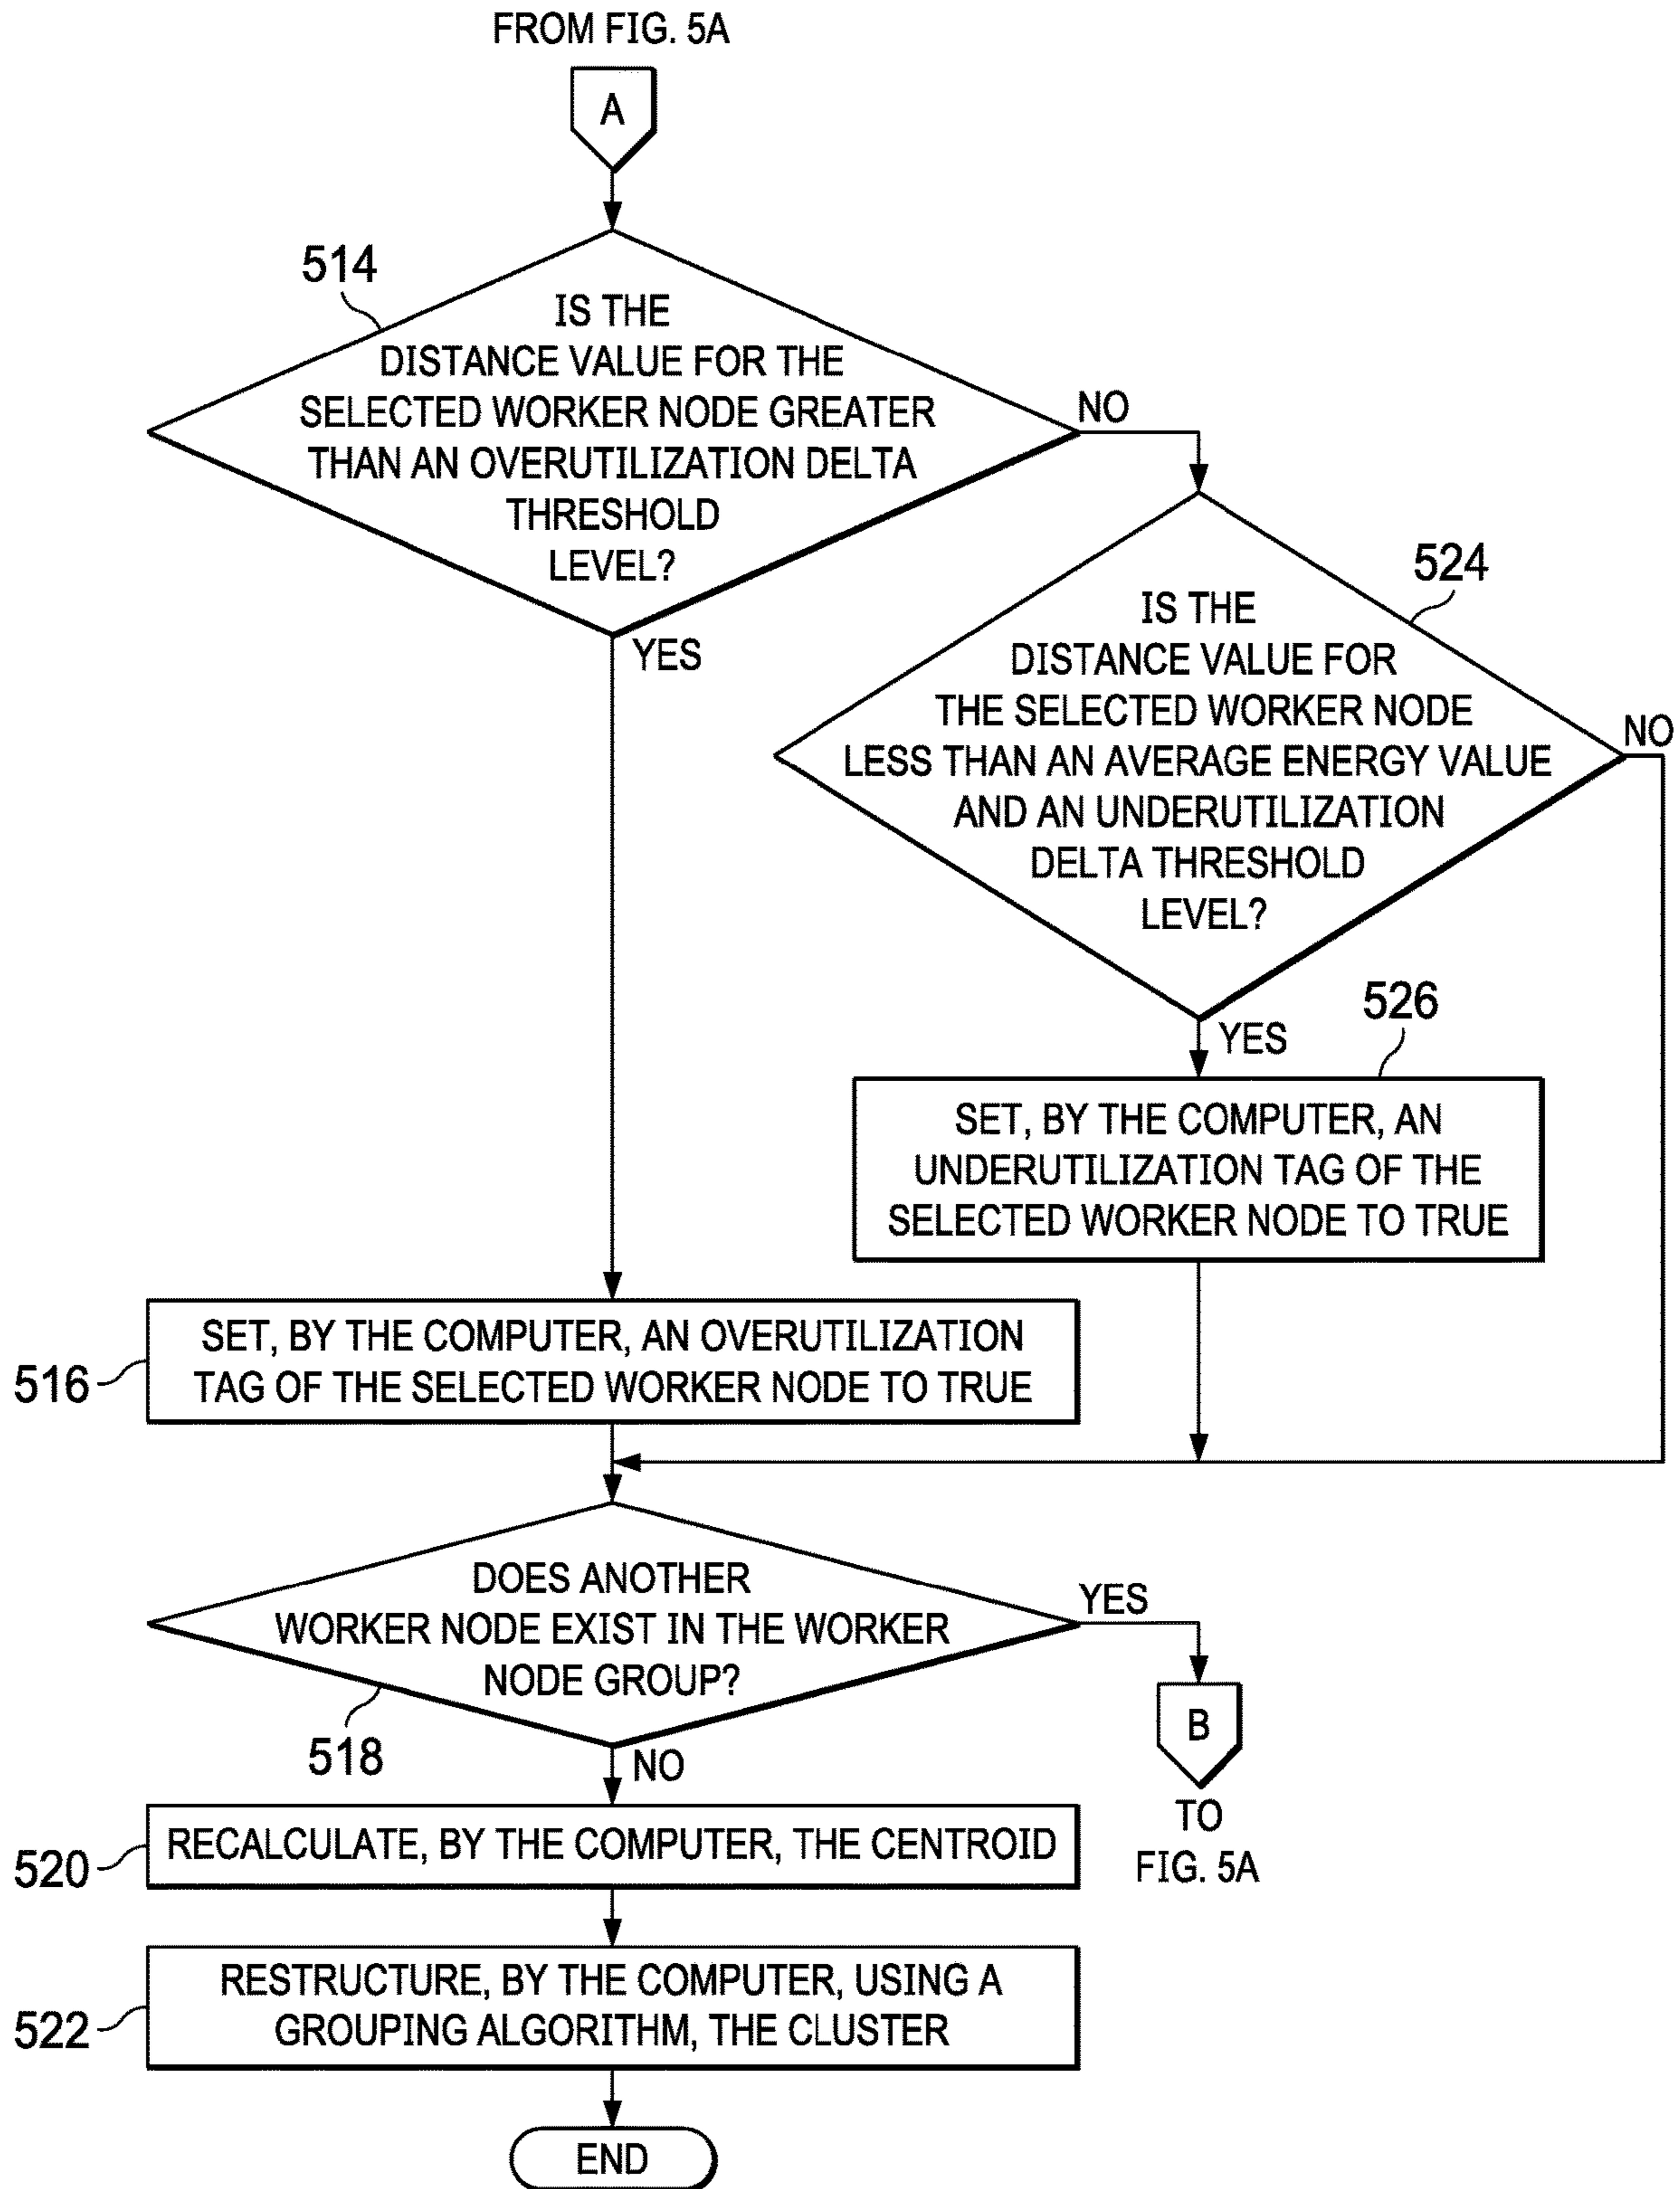 FROM FIG. 5A
A
514
IS THE
DISTANCE VALUE FOR THE
SELECTED WORKER NODE GREATER
THAN AN OVERUTILIZATION DELTA
THRESHOLD
LEVEL?
NO
YES
524
IS THE
DISTANCE VALUE FOR
THE SELECTED WORKER NODE
LESS THAN AN AVERAGE ENERGY VALUE
AND AN UNDERUTILIZATION
DELTA THRESHOLD
LEVEL?
NO
YES
526
SET, BY THE COMPUTER, AN
UNDERUTILIZATION TAG OF THE
SELECTED WORKER NODE TO TRUE
516
SET, BY THE COMPUTER, AN OVERUTILIZATION
TAG OF THE SELECTED WORKER NODE TO TRUE
DOES ANOTHER
WORKER NODE EXIST IN THE WORKER
NODE GROUP?
YES
518
NO
B
TO
FIG. 5A
520
RECALCULATE, BY THE COMPUTER, THE CENTROID
522
RESTRUCTURE, BY THE COMPUTER, USING A
GROUPING ALGORITHM, THE CLUSTER
END